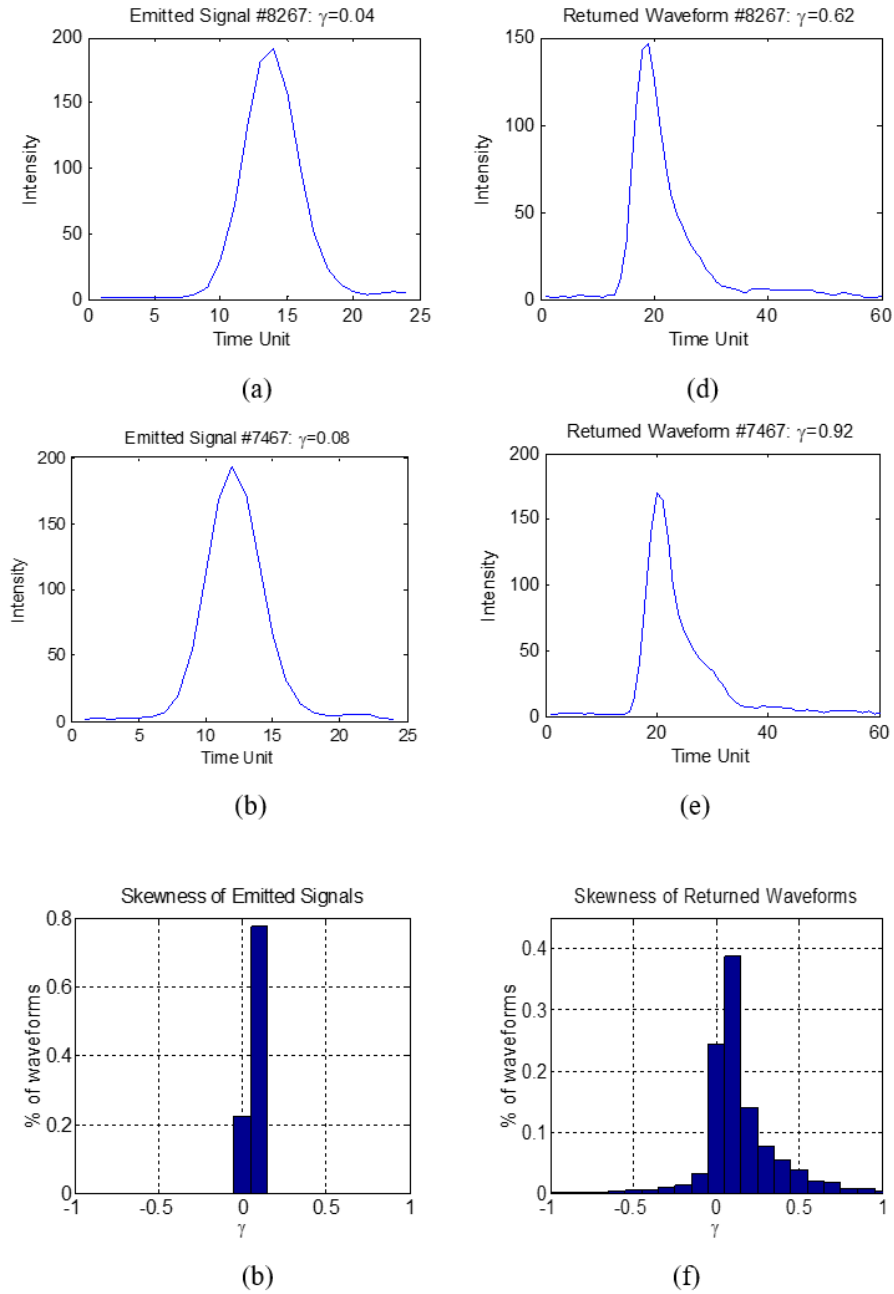 Emitted Signal #8267: γ=0.04
200
150
100
50
0
Intensity
0 5 10 15 20 25
Time Unit
(a)
Returned Waveform #8267: γ=0.62
150
100
50
0
Intensity
0 20 40 60
Time Unit
(d)
Emitted Signal #7467: γ=0.08
200
150
100
50
0
Intensity
0 5 10 15 20 25
Time Unit
(b)
Returned Waveform #7467: γ=0.92
200
150
100
50
0
Intensity
0 20 40 60
Time Unit
(e)
Skewness of Emitted Signals
0.8
0.6
0.4
0.2
0
% of waveforms
-1 -0.5 0 0.5 1
γ
(b)
Skewness of Returned Waveforms
0.4
0.3
0.2
0.1
0
% of waveforms
-1 -0.5 0 0.5 1
γ
(f)